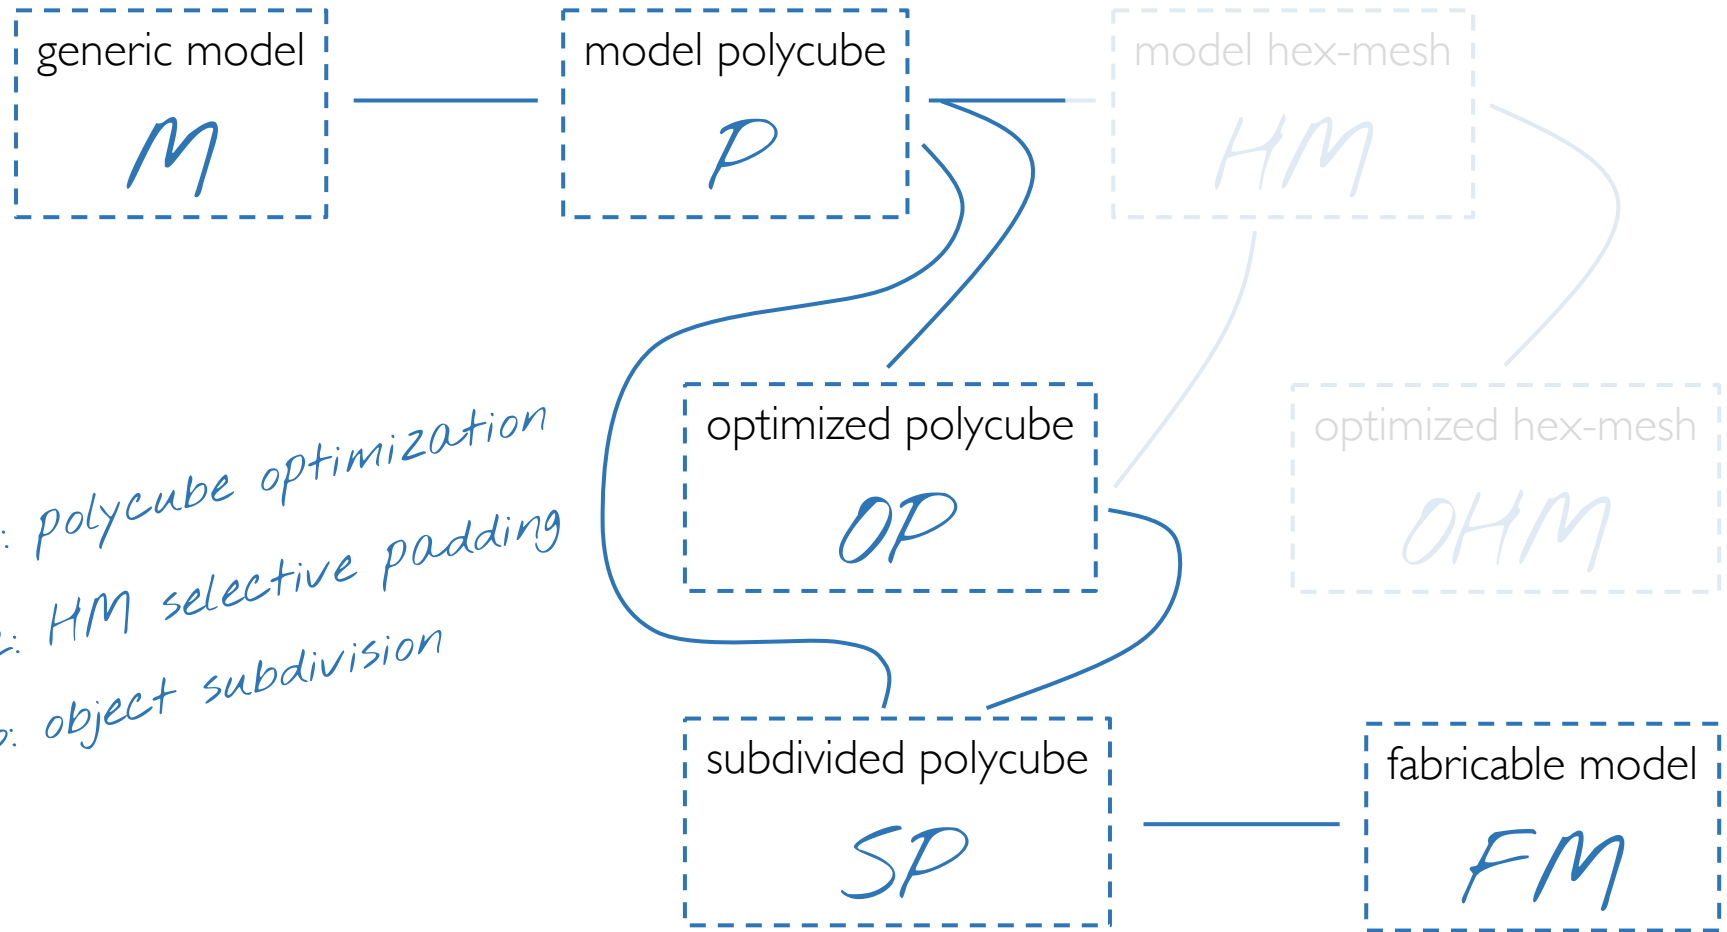 generic model
M
model polycube
P
model hex-mesh
HM
optimized polycube
OP
optimized hex-mesh
OHM
: polycube optimization
: HM selective padding
: object subdivision
subdivided polycube
SP
fabricable model
FM